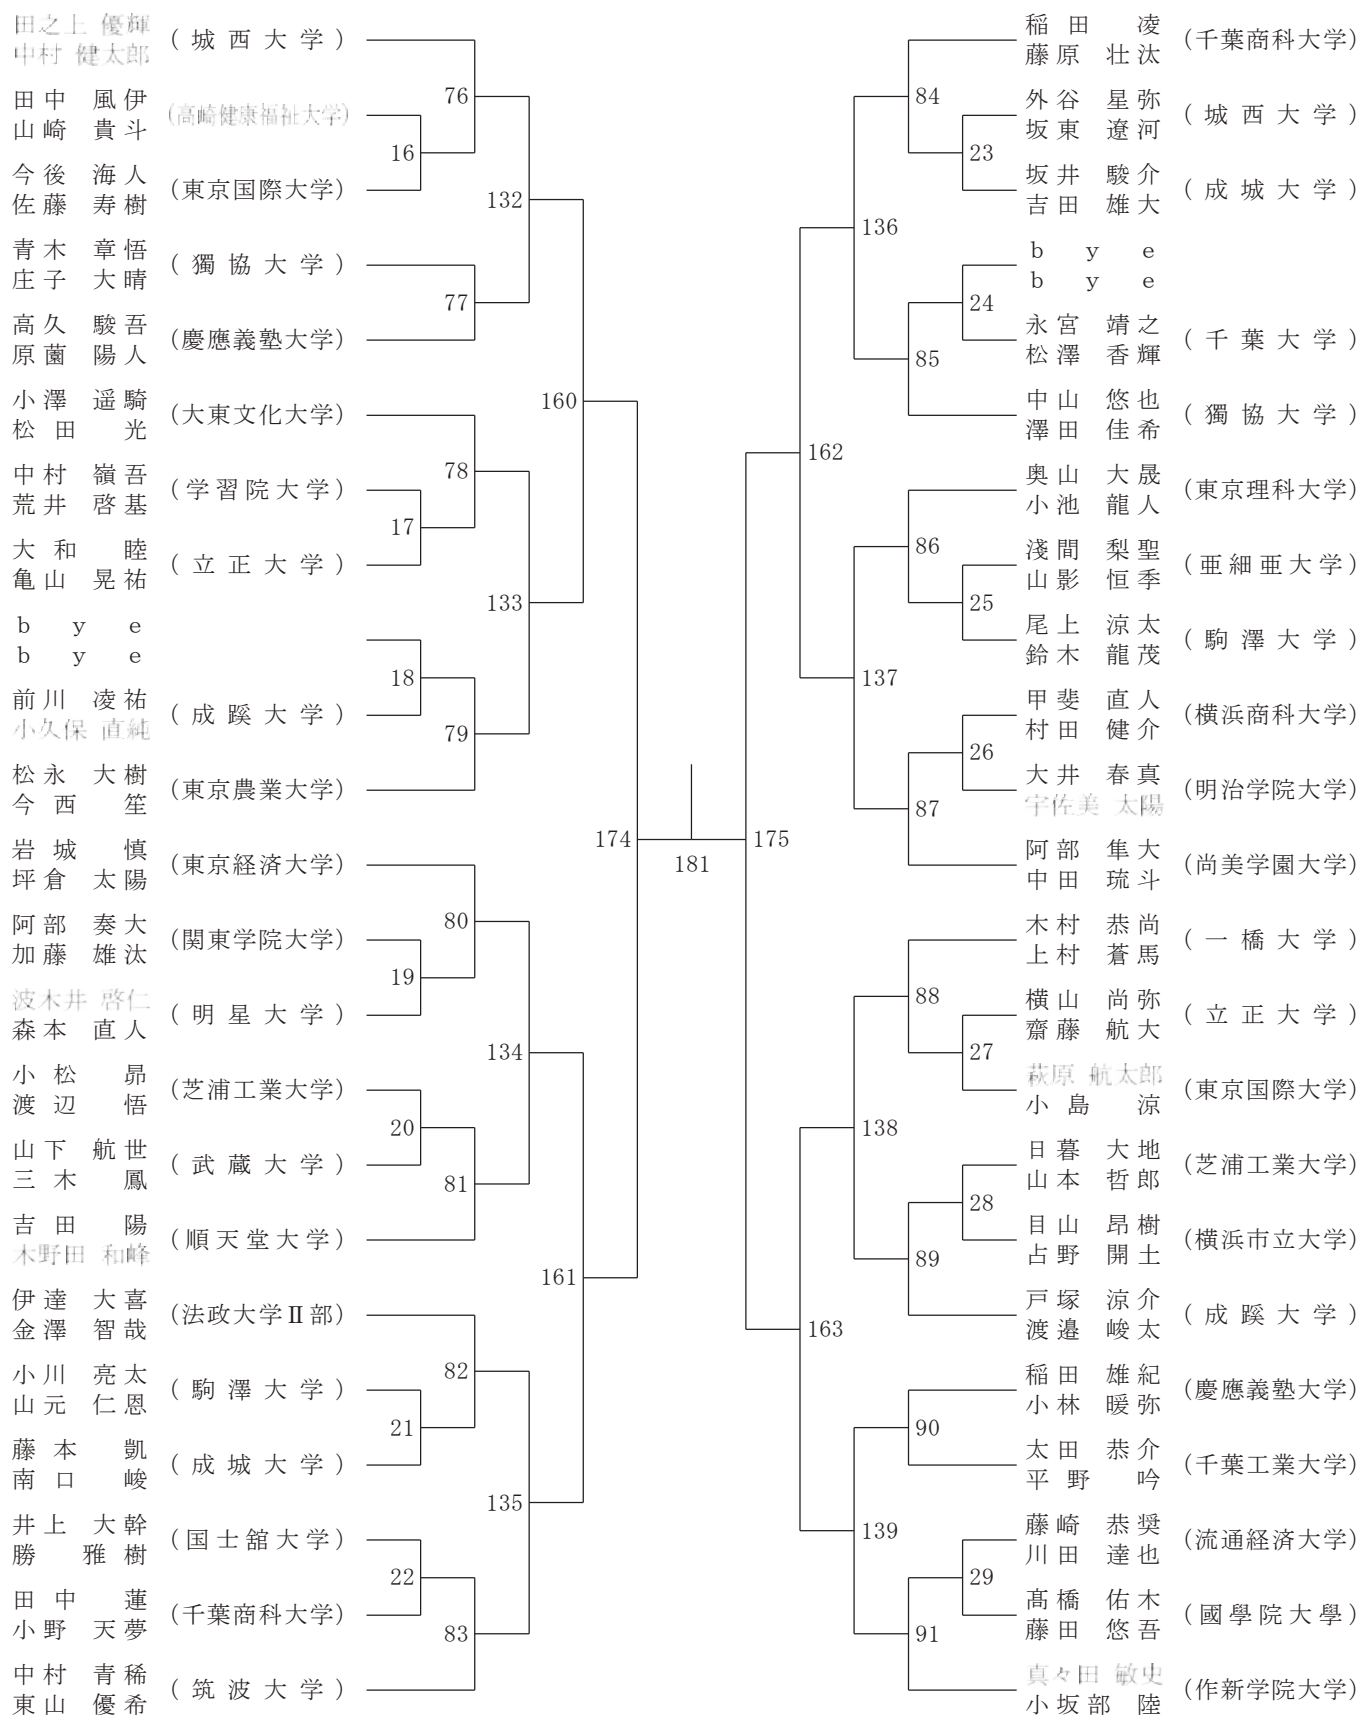 田之上 優輝
中村 健太郎
(城西大学)
田中 風伊
山崎 貴斗
(高崎健康福祉大学)
今後 海人
佐藤 寿樹
(東京国際大学)
青木 章悟
庄子 大晴
(獨協大学)
高久 駿吾
原薗 陽人
(慶應義塾大学)
小澤 遥騎
松田 光
(大東文化大学)
中村 嶺吾
荒井 啓基
(学習院大学)
大和 睦
亀山 晃祐
(立正大学)
bye
bye
前川 凌祐
小久保 直純
(成蹊大学)
松永 大樹
今西 笙
(東京農業大学)
岩城 慎
坪倉 太陽
(東京経済大学)
阿部 奏大
加藤 雄汰
(関東学院大学)
波木井 啓仁
森本 直人
(明星大学)
小松 昴
渡辺 悟
(芝浦工業大学)
山下 航世
三木 鳳
(武蔵大学)
吉田 陽
木野田 和峰
(順天堂大学)
伊達 大喜
金澤 智哉
(法政大学Ⅱ部)
小川 亮太
山元 仁恩
(駒澤大学)
藤本 凱
南口 峻
(成城大学)
井上 大幹
勝 雅樹
(国士舘大学)
田中 蓮
小野 天夢
(千葉商科大学)
中村 青稀
東山 優希
(筑波大学)
76
16
132
77
160
78
17
133
18
79
174
80
19
134
20
81
161
82
21
135
22
83
181
175
84
23
136
24
85
162
86
25
137
26
87
88
27
138
28
89
163
90
139
29
91
稲田 凌
藤原 壮汰
(千葉商科大学)
外谷 星弥
坂東 遼河
(城西大学)
坂井 駿介
吉田 雄大
(成城大学)
bye
bye
永宮 靖之
松澤 香輝
(千葉大学)
中山 悠也
澤田 佳希
(獨協大学)
奥山 大晟
小池 龍人
(東京理科大学)
淺間 梨聖
山影 恒季
(亜細亜大学)
尾上 涼太
鈴木 龍茂
(駒澤大学)
甲斐 直人
村田 健介
(横浜商科大学)
大井 春真
宇佐美 太陽
(明治学院大学)
阿部 隼大
中田 琉斗
(尚美学園大学)
木村 恭尚
上村 蒼馬
(一橋大学)
横山 尚弥
齋藤 航大
(立正大学)
萩原 航太郎
小島 涼
(東京国際大学)
日暮 大地
山本 哲郎
(芝浦工業大学)
目山 昂樹
占野 開土
(横浜市立大学)
戸塚 涼介
渡邉 峻太
(成蹊大学)
稲田 雄紀
小林 暖弥
(慶應義塾大学)
太田 恭介
平野 吟
(千葉工業大学)
藤崎 恭奨
川田 達也
(流通経済大学)
髙橋 佑木
藤田 悠吾
(國學院大學)
真々田 敏史
小坂部 陸
(作新学院大学)